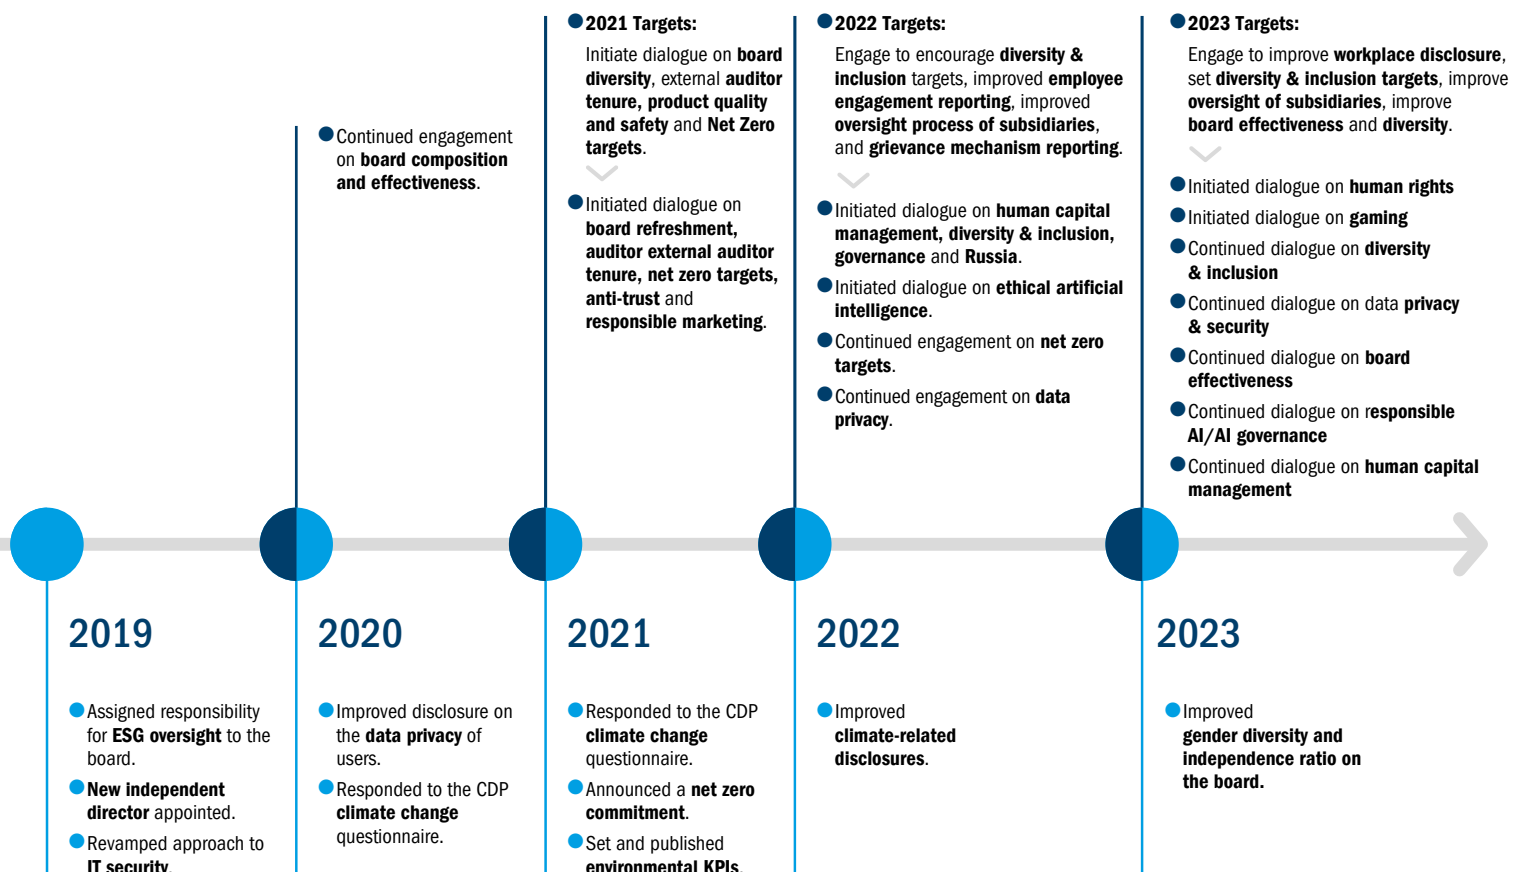 Continued engagement
on board composition
and effectiveness.
2021 Targets:
Initiate dialogue on board
diversity, external auditor
tenure, product quality
and safety and Net Zero
targets.
Initiated dialogue on
board refreshment,
auditor external auditor
tenure, net zero targets,
anti-trust and
responsible marketing.
2022 Targets:
Engage to encourage diversity &
inclusion targets, improved employee
engagement reporting, improved
oversight process of subsidiaries,
and grievance mechanism reporting.
Initiated dialogue on human capital
management, diversity & inclusion,
governance and Russia.
Initiated dialogue on ethical artificial
intelligence.
Continued engagement on net zero
targets.
Continued engagement on data
privacy.
2023 Targets:
Engage to improve workplace disclosure,
set diversity & inclusion targets, improve
oversight of subsidiaries, improve
board effectiveness and diversity.
Initiated dialogue on human rights
Initiated dialogue on gaming
Continued dialogue on diversity
& inclusion
Continued dialogue on data privacy
& security
Continued dialogue on board
effectiveness
Continued dialogue on responsible
AI/AI governance
Continued dialogue on human capital
management
2019
Assigned responsibility
for ESG oversight to the
board.
New independent
director appointed.
Revamped approach to
IT security.
2020
Improved disclosure on
the data privacy of
users.
Responded to the CDP
climate change
questionnaire.
2021
Responded to the CDP
climate change
questionnaire.
Announced a net zero
commitment.
Set and published
environmental KPIs.
2022
Improved
climate-related
disclosures.
2023
Improved
gender diversity and
independence ratio on
the board.